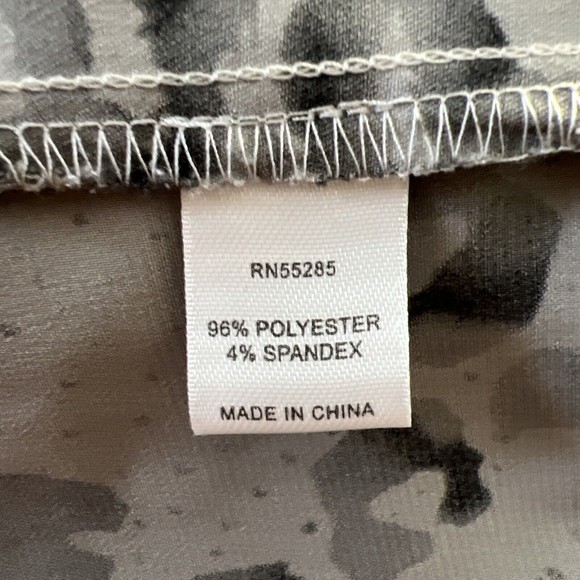 RN55285
96% POLYESTER
4% SPANDEX
MADE IN CHINA